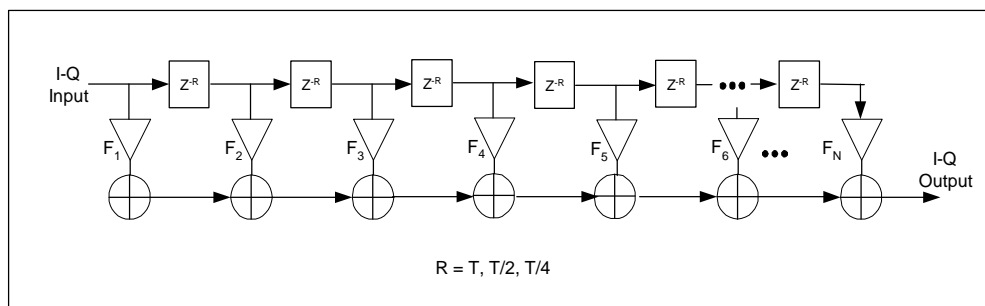 I-Q
Input
Z-R
Z-R
Z-R
Z-R
Z-R
Z-R
F1
F2
F3
F4
F5
F6
FN
I-Q
Output
R = T, T/2, T/4